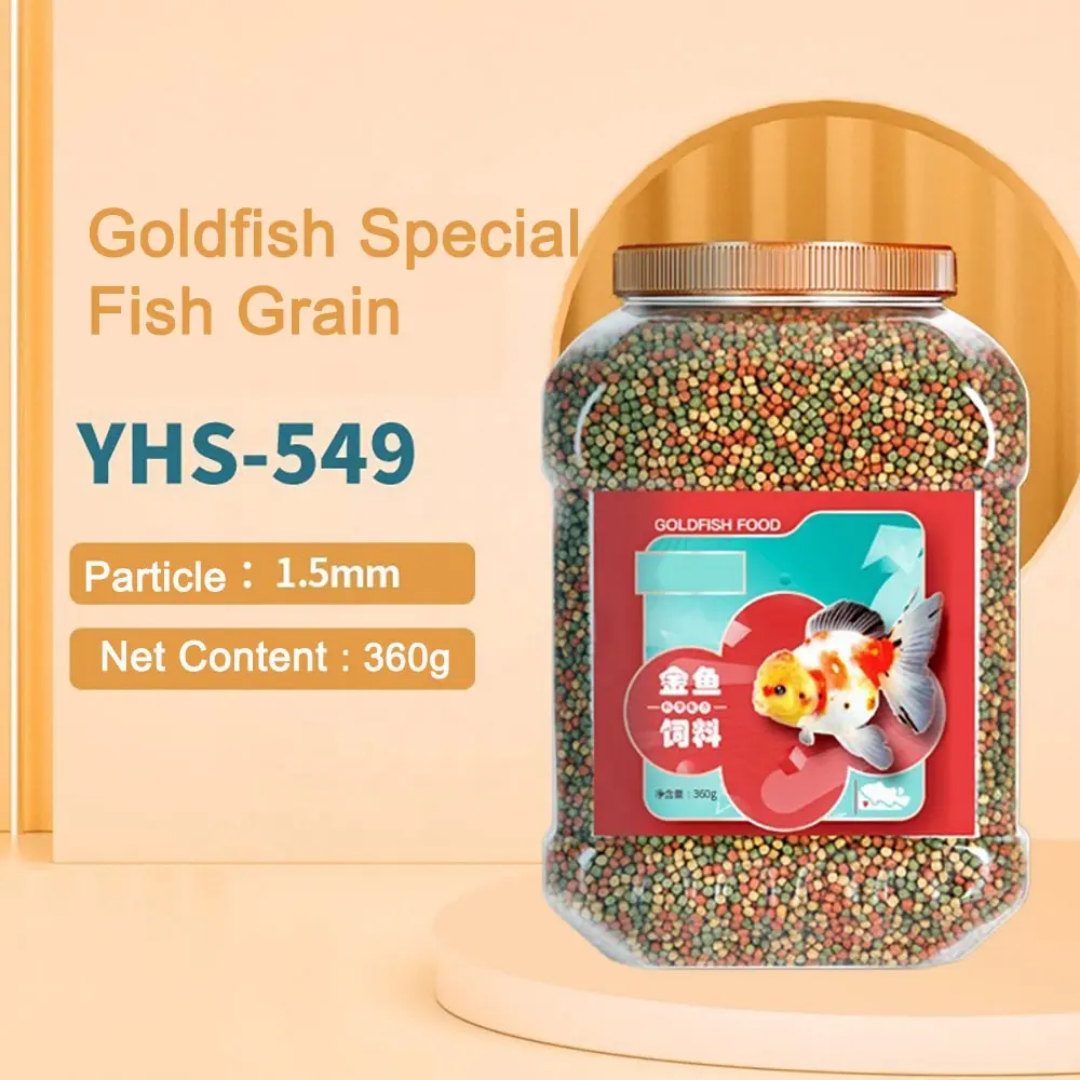 Goldfish Special
Fish Grain
YHS-549
Particle：1.5mm
Net Content : 360g
GOLDFISH FOOD
金鱼
饲料
净含量：360g